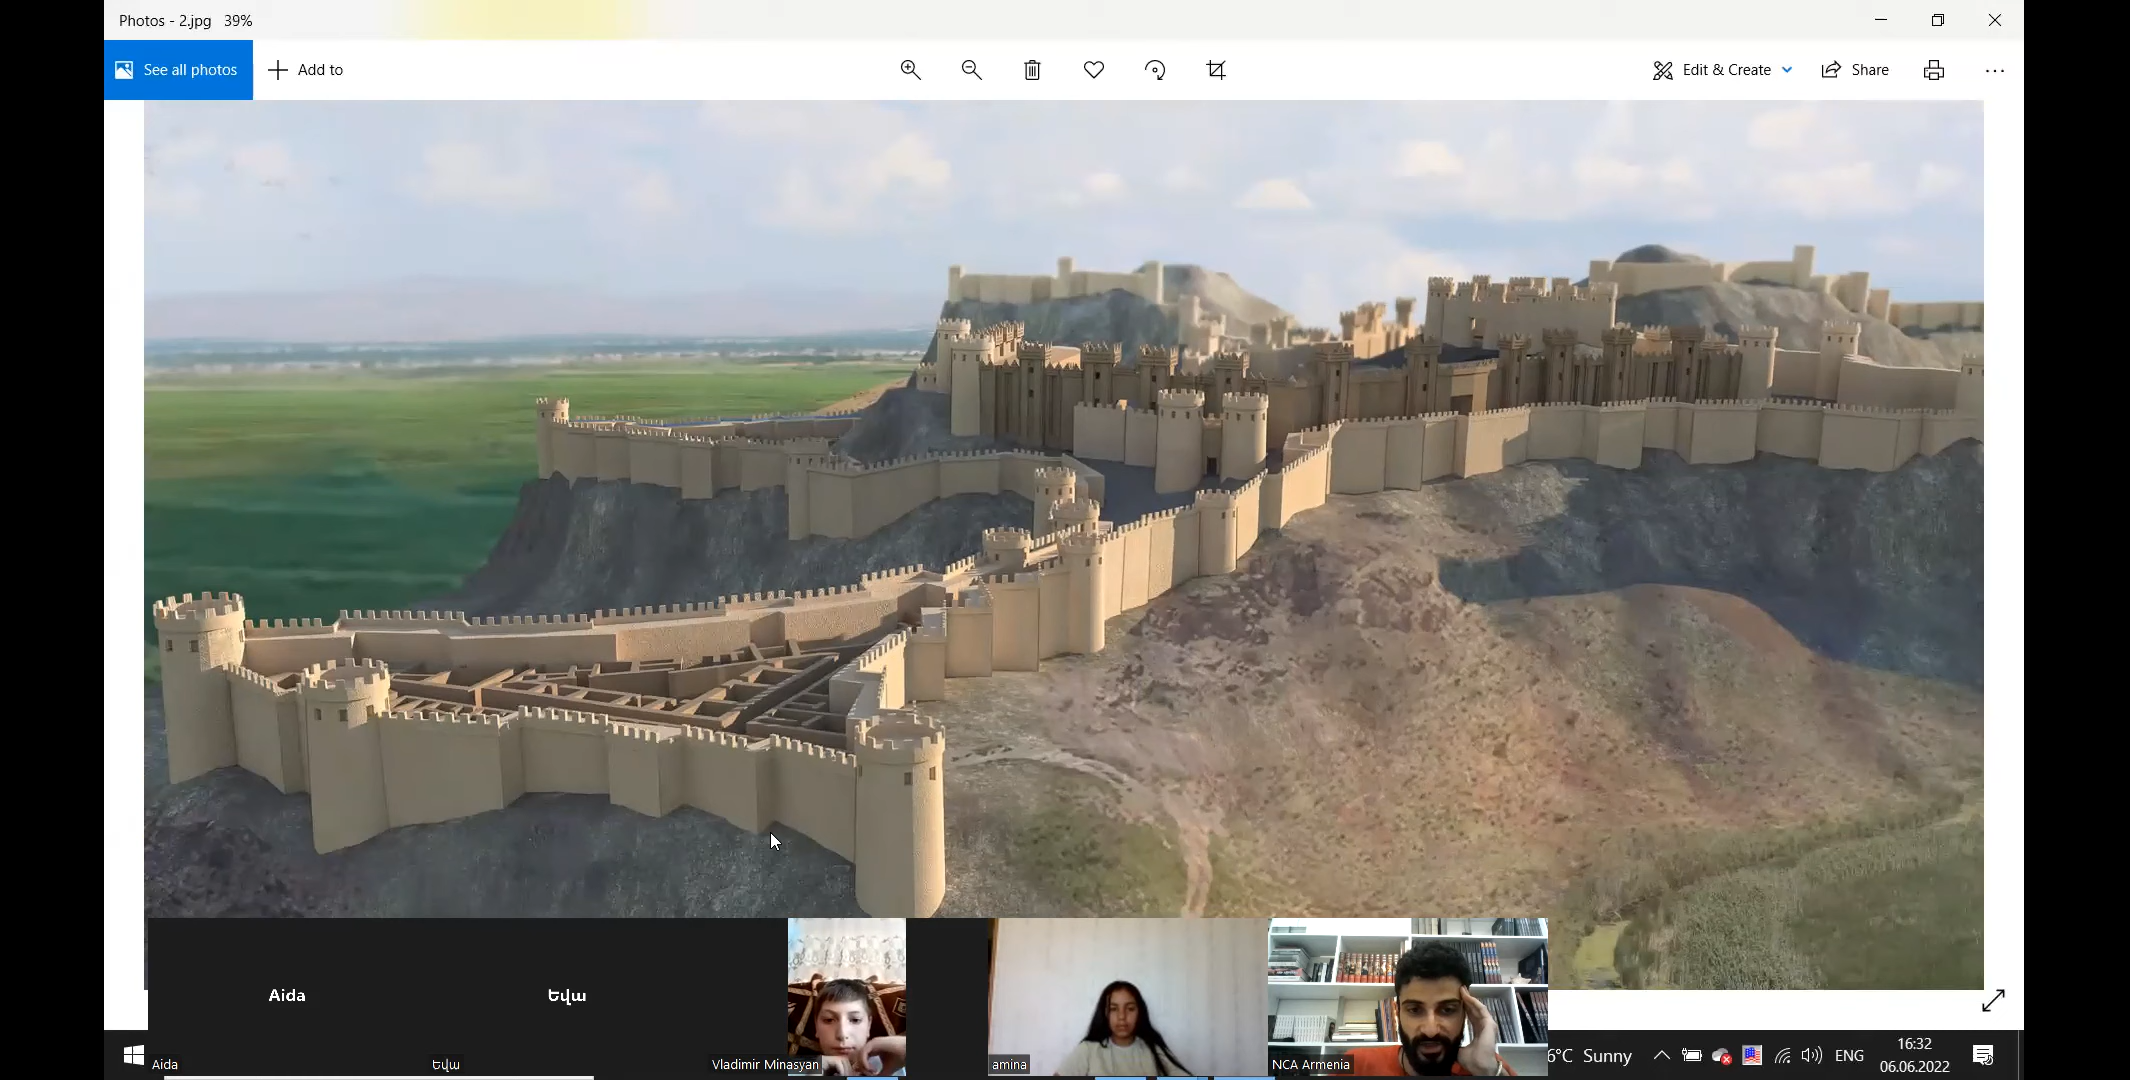 Photos - 2.jpg 39%
See all photos
Add to
Edit & Create
Share
Aida
Եվա
Aida
Եվա
Vladimir Minasyan
amina
NCA Armenia
6°C Sunny
ENG
16:32
06.06.2022